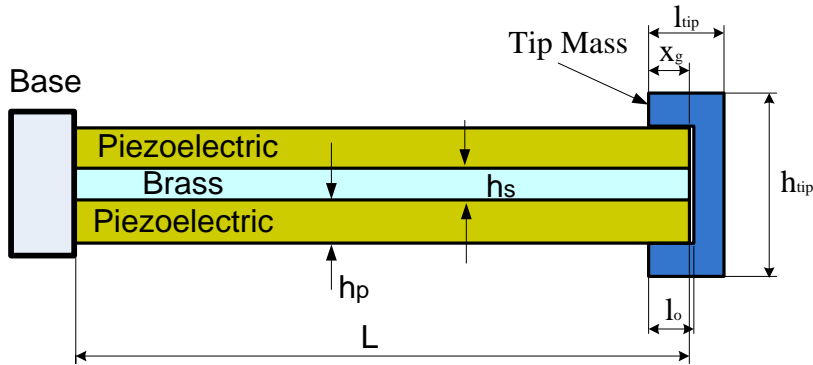 l_tip
Tip Mass
x_g
Base
Piezoelectric
Brass
h_s
h_tip
Piezoelectric
h_p
l_o
L